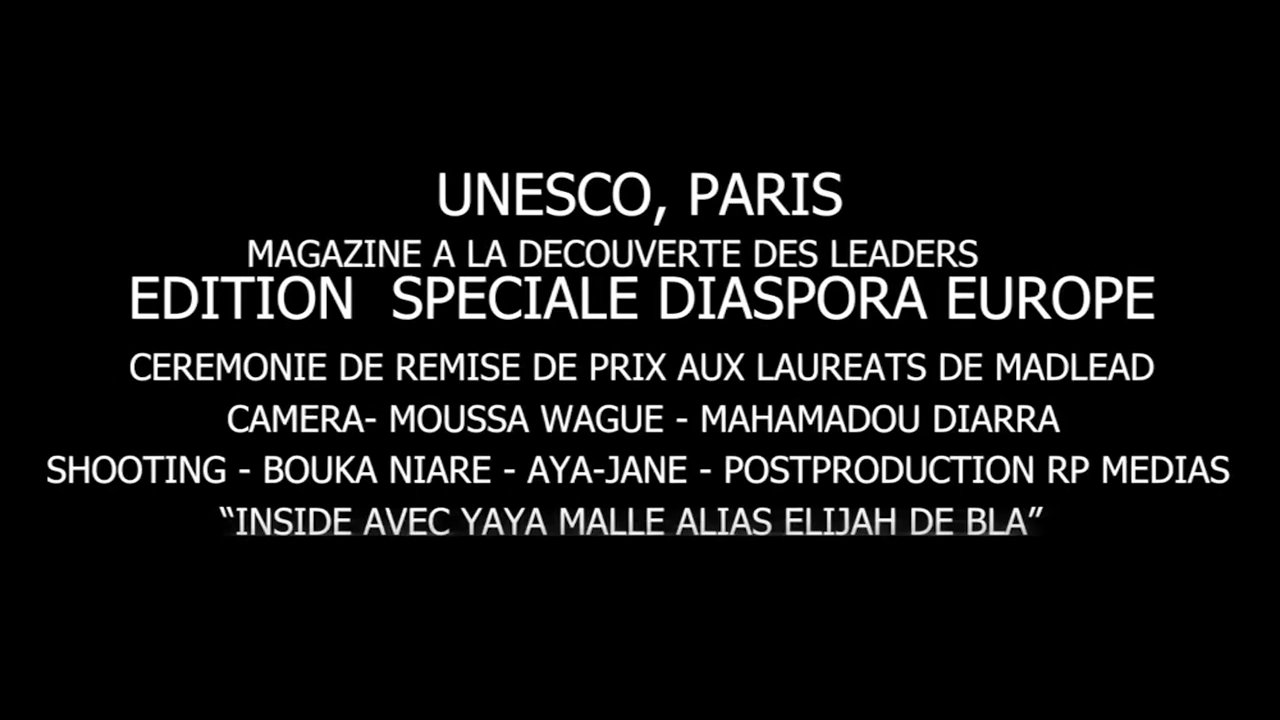 UNESCO, PARIS
MAGAZINE A LA DECOUVERTE DES LEADERS
EDITION  SPECIALE DIASPORA EUROPE
CEREMONIE DE REMISE DE PRIX AUX LAUREATS DE MADLEAD
CAMERA- MOUSSA WAGUE - MAHAMADOU DIARRA
SHOOTING - BOUKA NIARE - AYA-JANE - POSTPRODUCTION RP MEDIAS
“INSIDE AVEC YAYA MALLE ALIAS ELIJAH DE BLA”